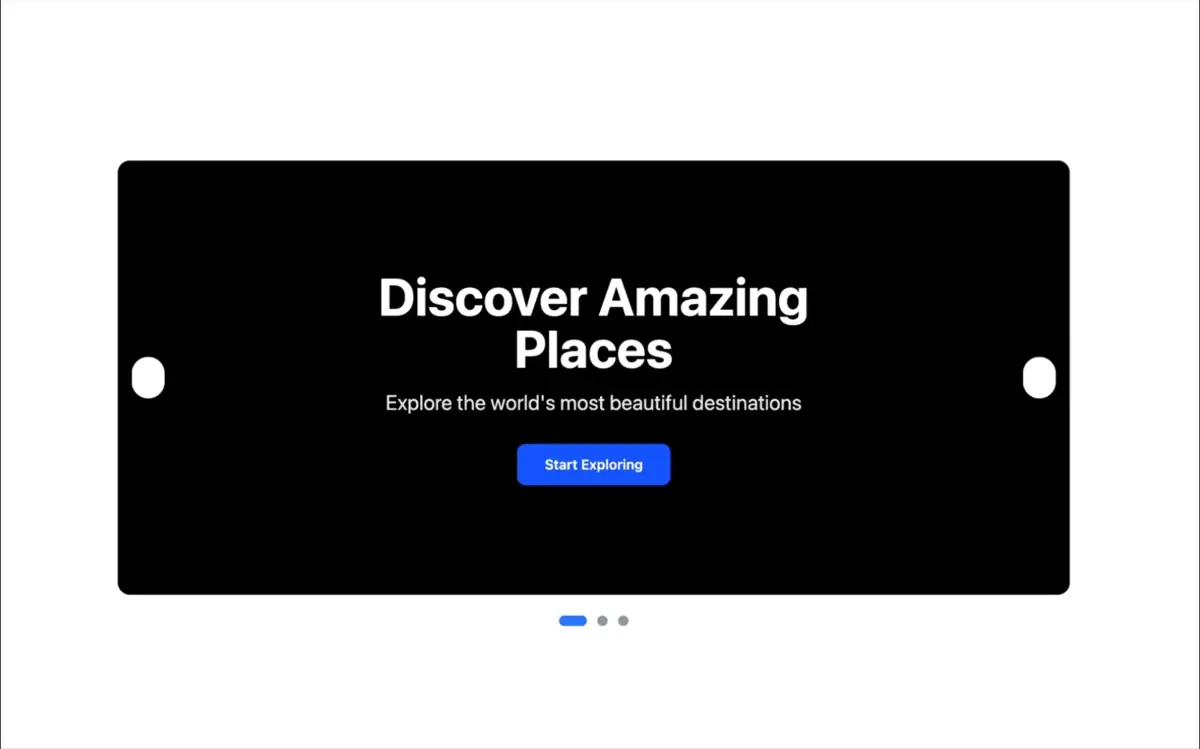 Discover Amazing
Places
Explore the world's most beautiful destinations
Start Exploring